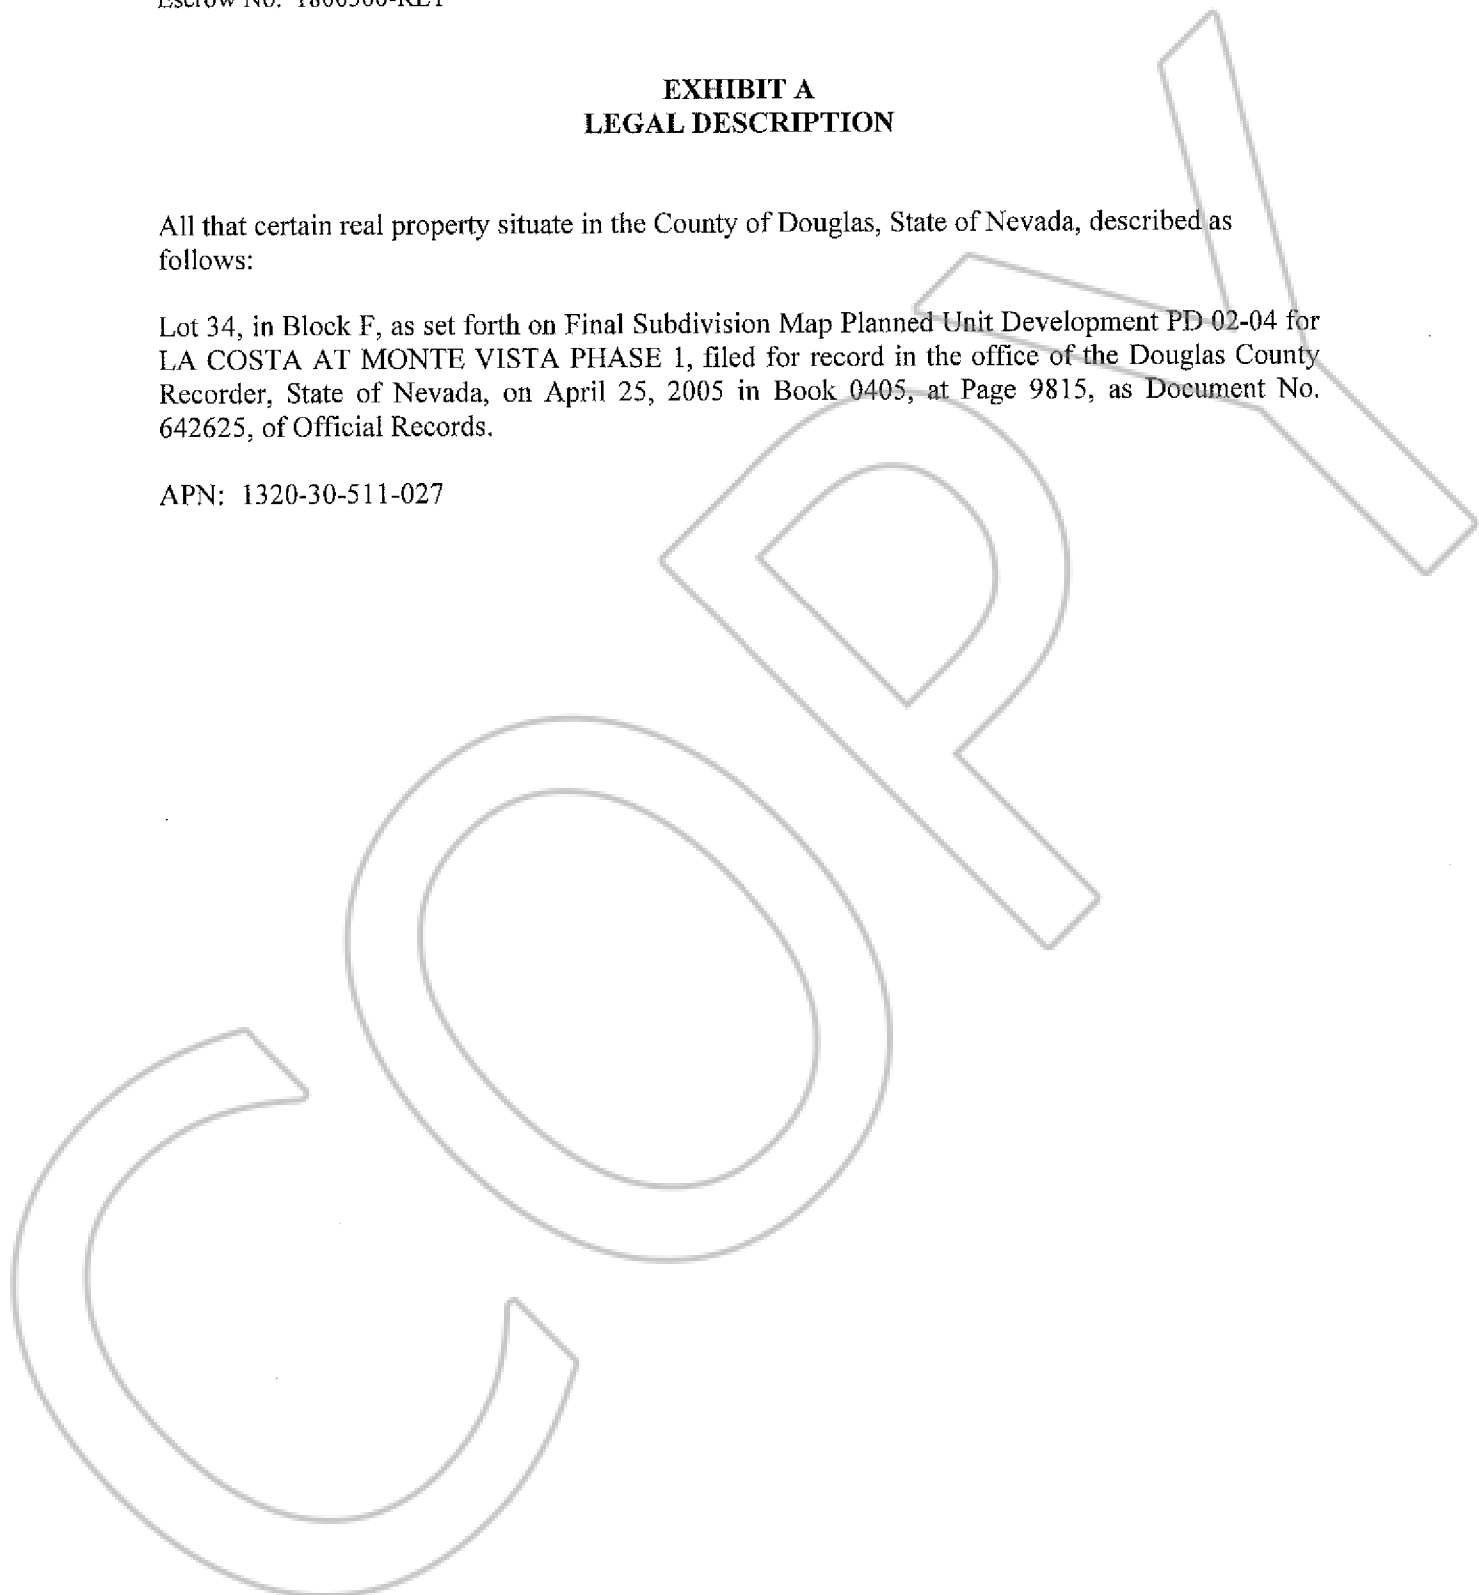 Escrow No.
EXHIBIT A
LEGAL DESCRIPTION
All that certain real property situate in the County of Douglas, State of Nevada, described as
follows:
Lot 34, in Block F, as set forth on Final Subdivision Map Planned Unit Development PD 02-04 for
LA COSTA AT MONTE VISTA PHASE 1, filed for record in the office of the Douglas County
Recorder, State of Nevada, on April 25, 2005 in Book 0405, at Page 9815, as Document No.
642625, of Official Records.
APN: 1320-30-511-027
COPY